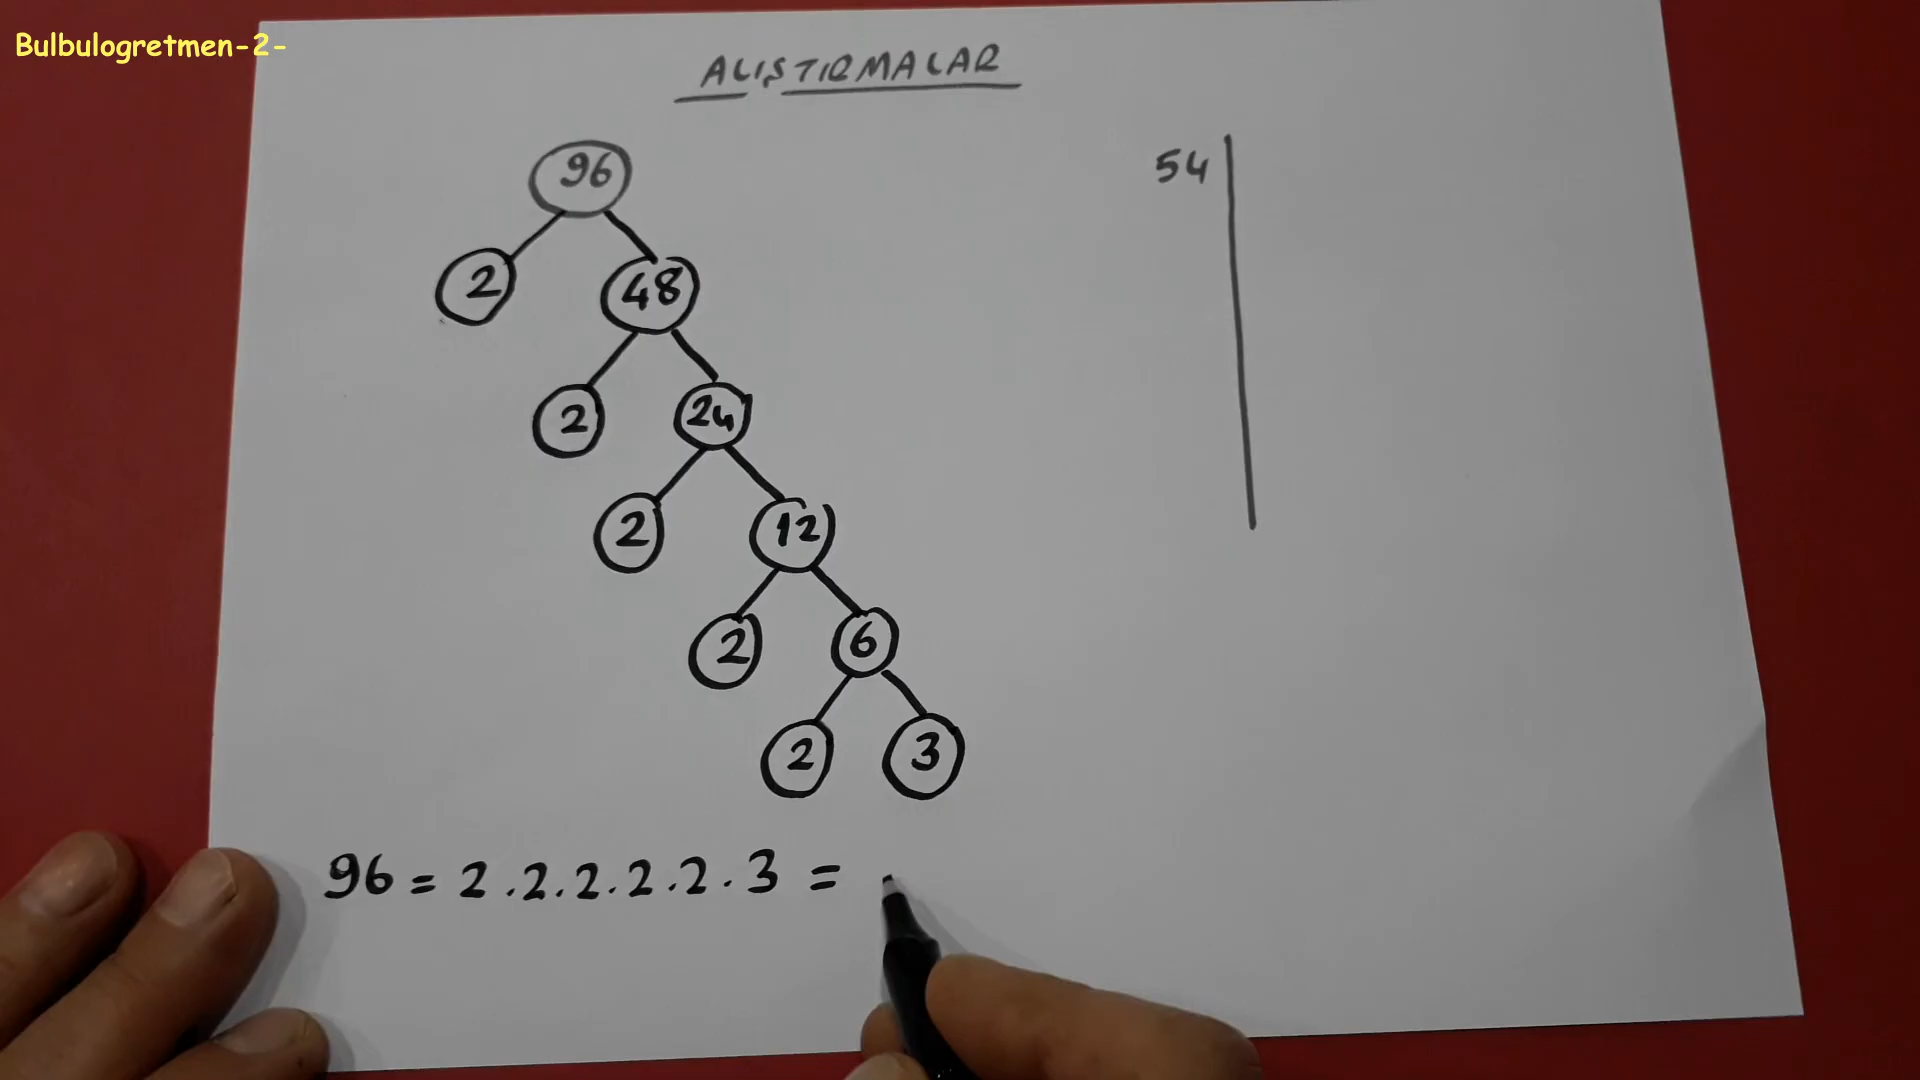 Bulbulogretmen-2-
ALIŞTIRMALAR
96
2 48
2 24
2 12
2 6
2 3
96 = 2.2.2.2.2.3 =
54